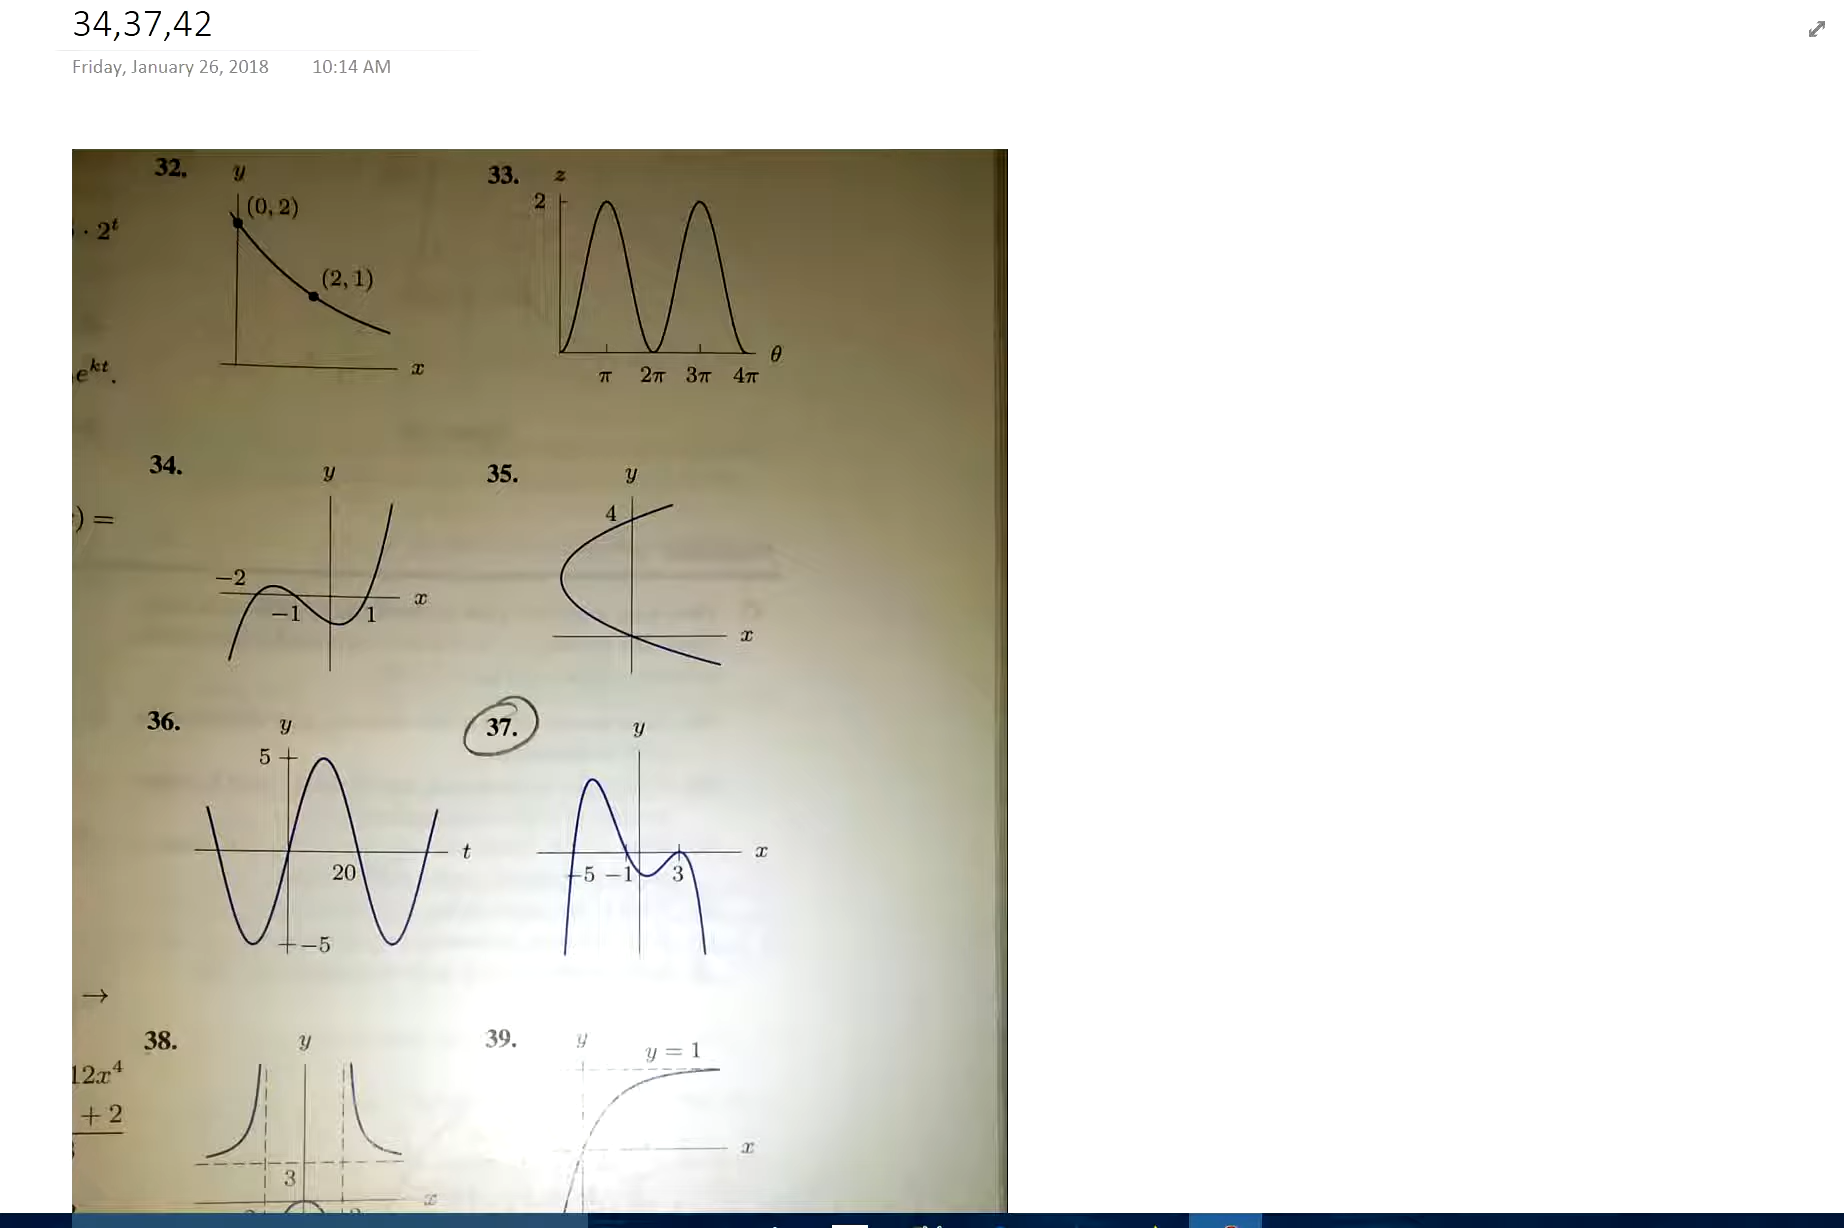 34,37,42
Friday, January 26, 2018 10:14 AM
32. y
(0, 2)
(2, 1)
x
33. z
2
θ
π 2π 3π 4π
· 2^t
e^{kt}.
) =
34. y
−2
−1
1
x
35. y
4
x
36. y
5
t
20
−5
37. y
x
−5 −1 3
→
12x^4
+ 2
38. y
3
x
39. y
y = 1
x